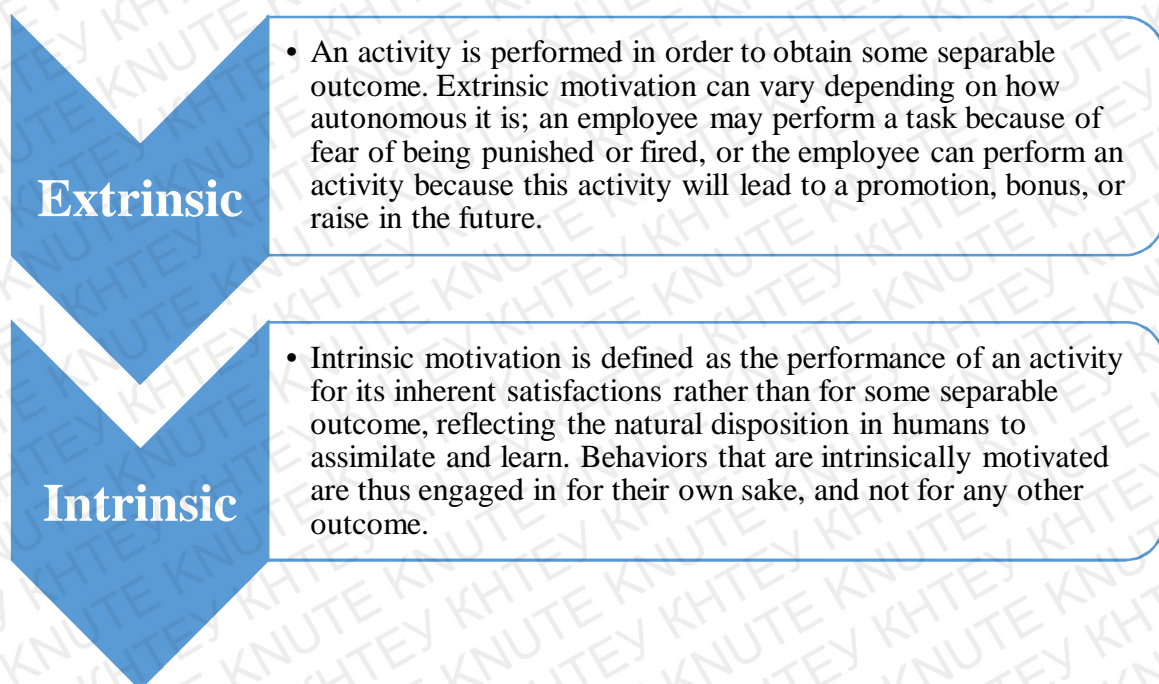 • An activity is performed in order to obtain some separable
outcome. Extrinsic motivation can vary depending on how
autonomous it is; an employee may perform a task because of
fear of being punished or fired, or the employee can perform an
activity because this activity will lead to a promotion, bonus, or
raise in the future.
Extrinsic
• Intrinsic motivation is defined as the performance of an activity
for its inherent satisfactions rather than for some separable
outcome, reflecting the natural disposition in humans to
assimilate and learn. Behaviors that are intrinsically motivated
are thus engaged in for their own sake, and not for any other
outcome.
Intrinsic
KNUTE КНТЕУ